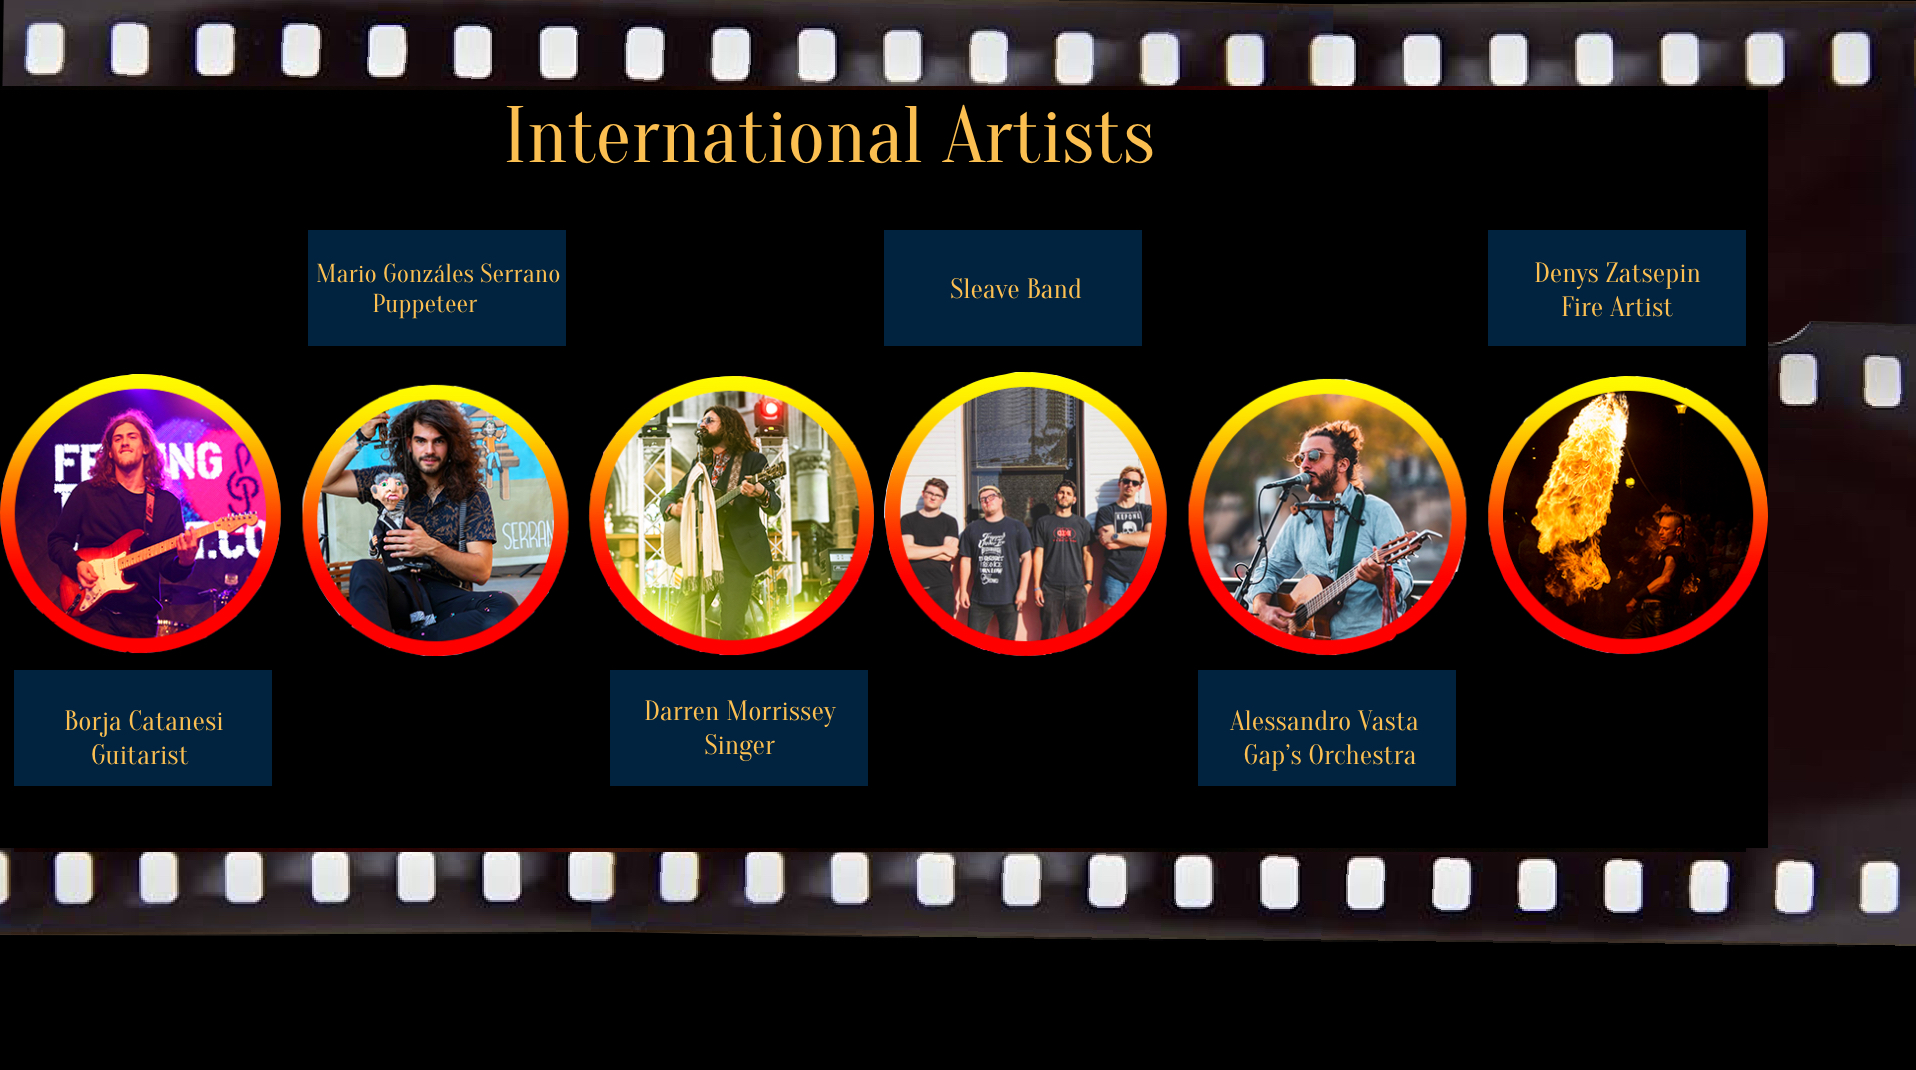 International Artists
Mario Gonzáles Serrano
Puppeteer
Sleave Band
Denys Zatsepin
Fire Artist
SERRAN
Borja Catanesi
Guitarist
Darren Morrissey
Singer
Alessandro Vasta
Gap's Orchestra